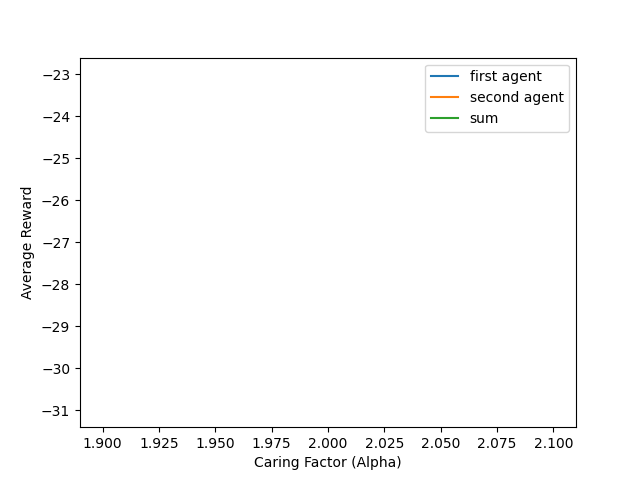 first agent
second agent
sum
−23
−24
−25
−26
−27
−28
−29
−30
−31
Average Reward
1.900 1.925 1.950 1.975 2.000 2.025 2.050 2.075 2.100
Caring Factor (Alpha)